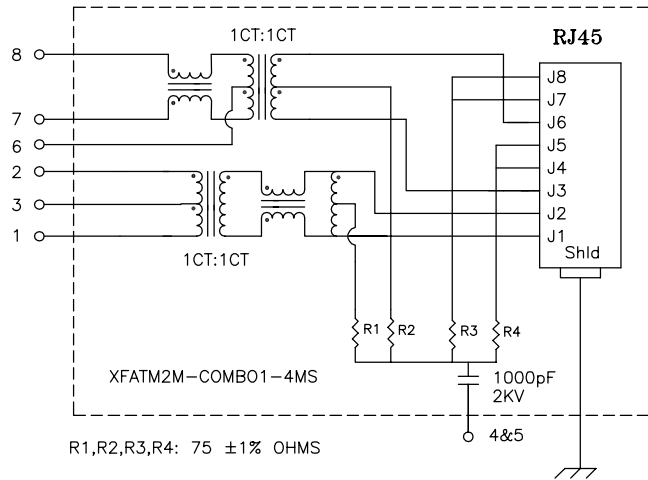 1CT:1CT
RJ45
8
7
6
2
3
1
J8
J7
J6
J5
J4
J3
J2
J1
Shld
1CT:1CT
R1
R2
R3
R4
XFATM2M-COMBO1-4MS
1000pF
2KV
4&5
R1,R2,R3,R4: 75 ±1% OHMS